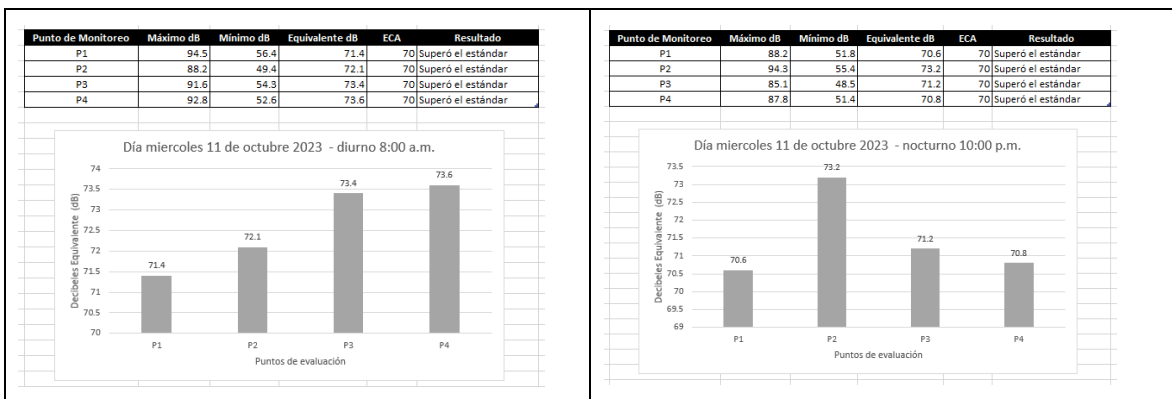 Punto de Monitoreo Máximo dB Mínimo dB Equivalente dB ECA Resultado
P1 94.5 56.4 71.4 70 Superó el estándar
P2 88.2 49.4 72.1 70 Superó el estándar
P3 91.6 54.3 73.4 70 Superó el estándar
P4 92.8 52.6 73.6 70 Superó el estándar
Día miercoles 11 de octubre 2023 - diurno 8:00 a.m.
Decibeles Equivalente (dB)
74
73.5
73
72.5
72
71.5
71
70.5
70
71.4
72.1
73.4
73.6
P1 P2 P3 P4
Puntos de evaluación
Punto de Monitoreo Máximo dB Mínimo dB Equivalente dB ECA Resultado
P1 88.2 51.8 70.6 70 Superó el estándar
P2 94.3 55.4 73.2 70 Superó el estándar
P3 85.1 48.5 71.2 70 Superó el estándar
P4 87.8 51.4 70.8 70 Superó el estándar
Día miercoles 11 de octubre 2023 - nocturno 10:00 p.m.
Decibeles Equivalente (dB)
73.5
73
72.5
72
71.5
71
70.5
70
69.5
69
70.6
73.2
71.2
70.8
P1 P2 P3 P4
Puntos de evaluación